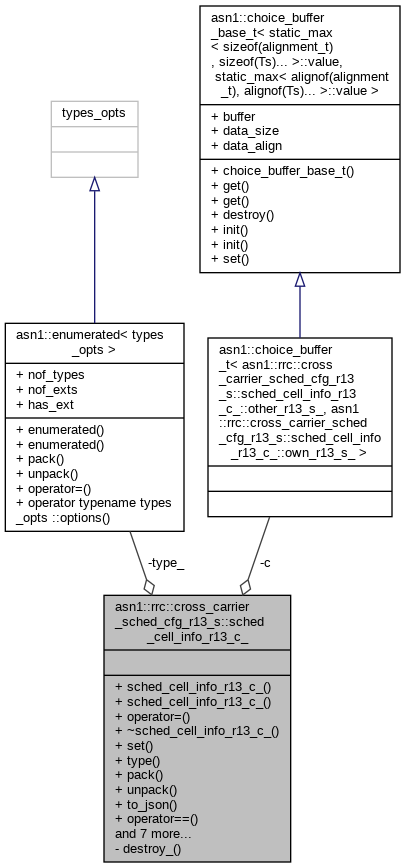 asn1::choice_buffer
_base_t< static_max
< sizeof(alignment_t)
, sizeof(Ts)... >::value,
static_max< alignof(alignment
_t), alignof(Ts)... >::value >
+ buffer
+ data_size
+ data_align
+ choice_buffer_base_t()
+ get()
+ get()
+ destroy()
+ init()
+ init()
+ set()
types_opts
asn1::enumerated< types
_opts >
+ nof_types
+ nof_exts
+ has_ext
+ enumerated()
+ enumerated()
+ pack()
+ unpack()
+ operator=()
+ operator typename types
_opts ::options()
asn1::choice_buffer
_t< asn1::rrc::cross
_carrier_sched_cfg_r13
_s::sched_cell_info_r13
_c_::other_r13_s_, asn1
::rrc::cross_carrier_sched
_cfg_r13_s::sched_cell_info
_r13_c_::own_r13_s_ >
-type_
-c
asn1::rrc::cross_carrier
_sched_cfg_r13_s::sched
_cell_info_r13_c_
+ sched_cell_info_r13_c_()
+ sched_cell_info_r13_c_()
+ operator=()
+ ~sched_cell_info_r13_c_()
+ set()
+ type()
+ pack()
+ unpack()
+ to_json()
+ operator==()
and 7 more...
- destroy_()